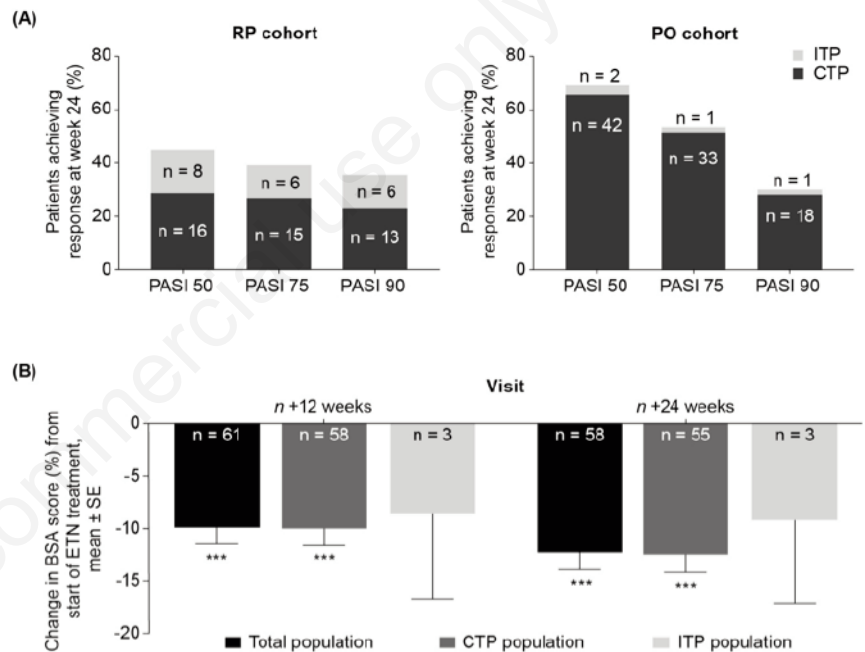 (A)
RP cohort
PO cohort
Patients achieving
response at week 24 (%)
80
60
40
20
0
n = 8
n = 16
n = 6
n = 15
n = 6
n = 13
PASI 50
PASI 75
PASI 90
Patients achieving
response at week 24 (%)
80
60
40
20
0
n = 2
n = 42
n = 1
n = 33
n = 1
n = 18
PASI 50
PASI 75
PASI 90
ITP
CTP
(B)
Visit
n +12 weeks
n +24 weeks
Change in BSA score (%) from
start of ETN treatment,
mean ± SE
0
-5
-10
-15
-20
n = 61
n = 58
n = 3
n = 58
n = 55
n = 3
***
***
***
***
Total population
CTP population
ITP population
ommercial use only